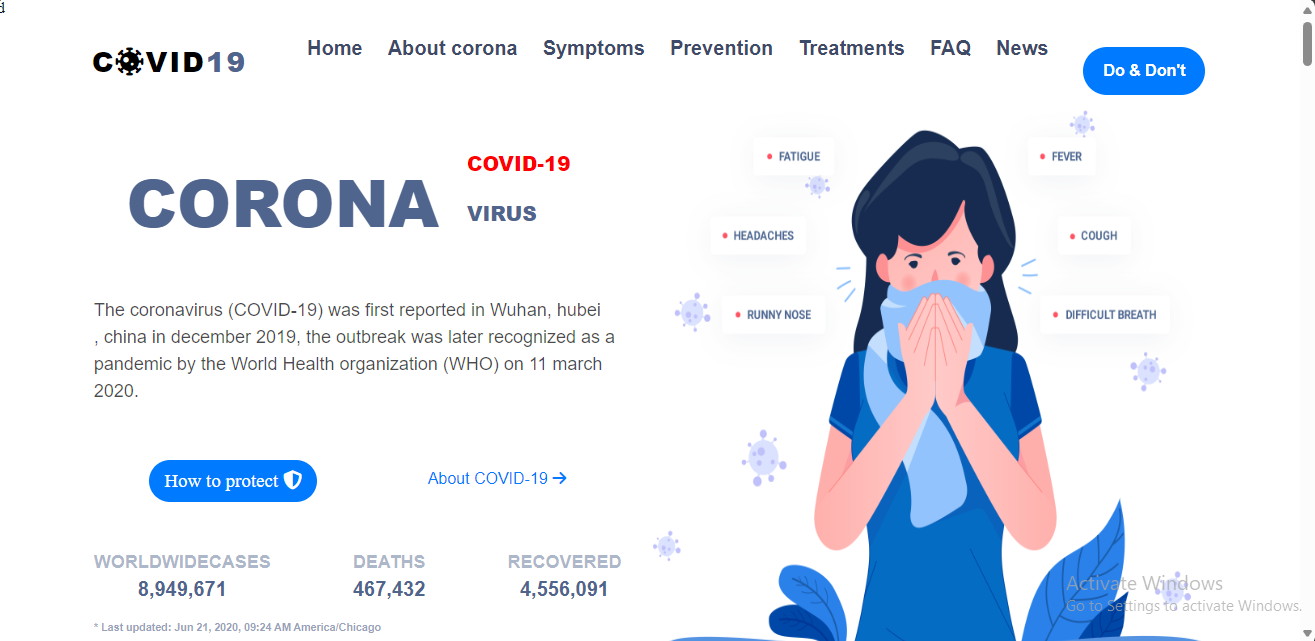 d
COVID19
Home About corona Symptoms Prevention Treatments FAQ News
Do & Don't
COVID-19
CORONA
VIRUS
The coronavirus (COVID-19) was first reported in Wuhan, hubei
, china in december 2019, the outbreak was later recognized as a
pandemic by the World Health organization (WHO) on 11 march
2020.
How to protect
About COVID-19 →
WORLDWIDECASES DEATHS RECOVERED
8,949,671 467,432 4,556,091
* Last updated: Jun 21, 2020, 09:24 AM America/Chicago
FATIGUE
FEVER
HEADACHES
COUGH
RUNNY NOSE
DIFFICULT BREATH
Activate Windows
Go to Settings to activate Windows.